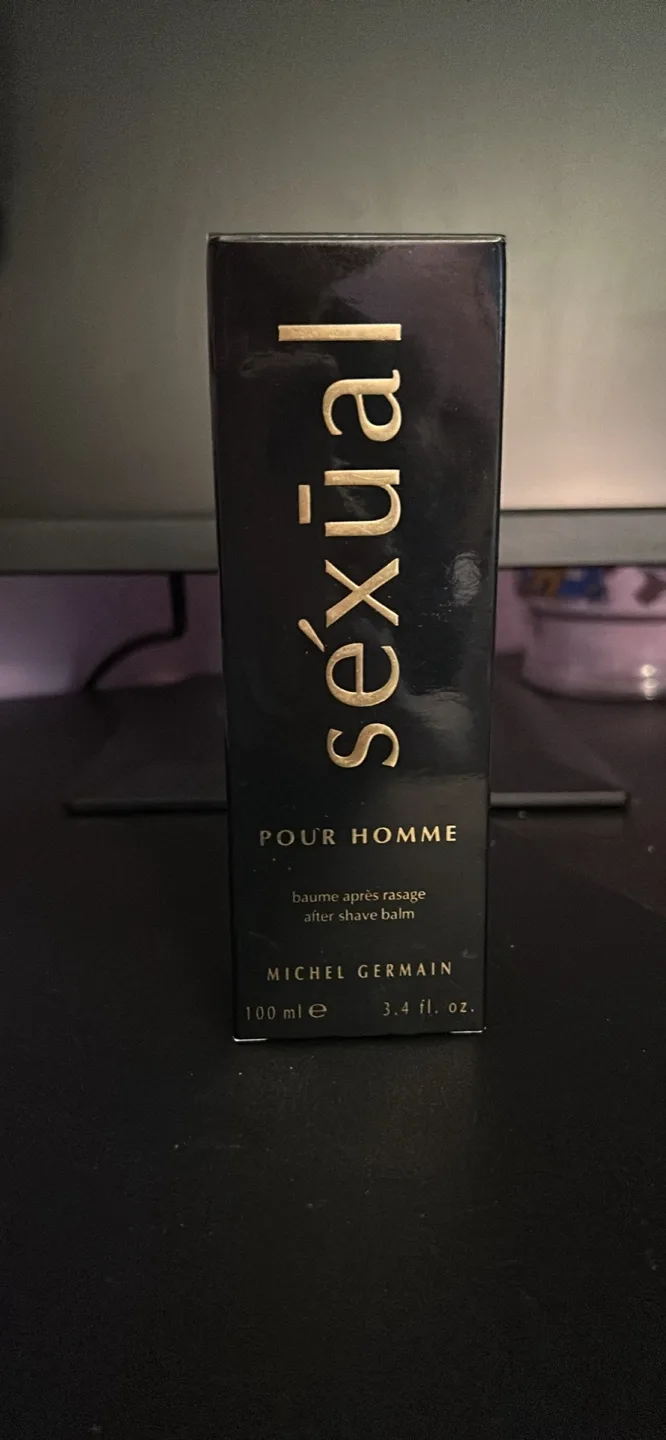 séxūal
POUR HOMME
baume après rasage
after shave balm
MICHEL GERMAIN
100 ml ℮ 3.4 fl. oz.